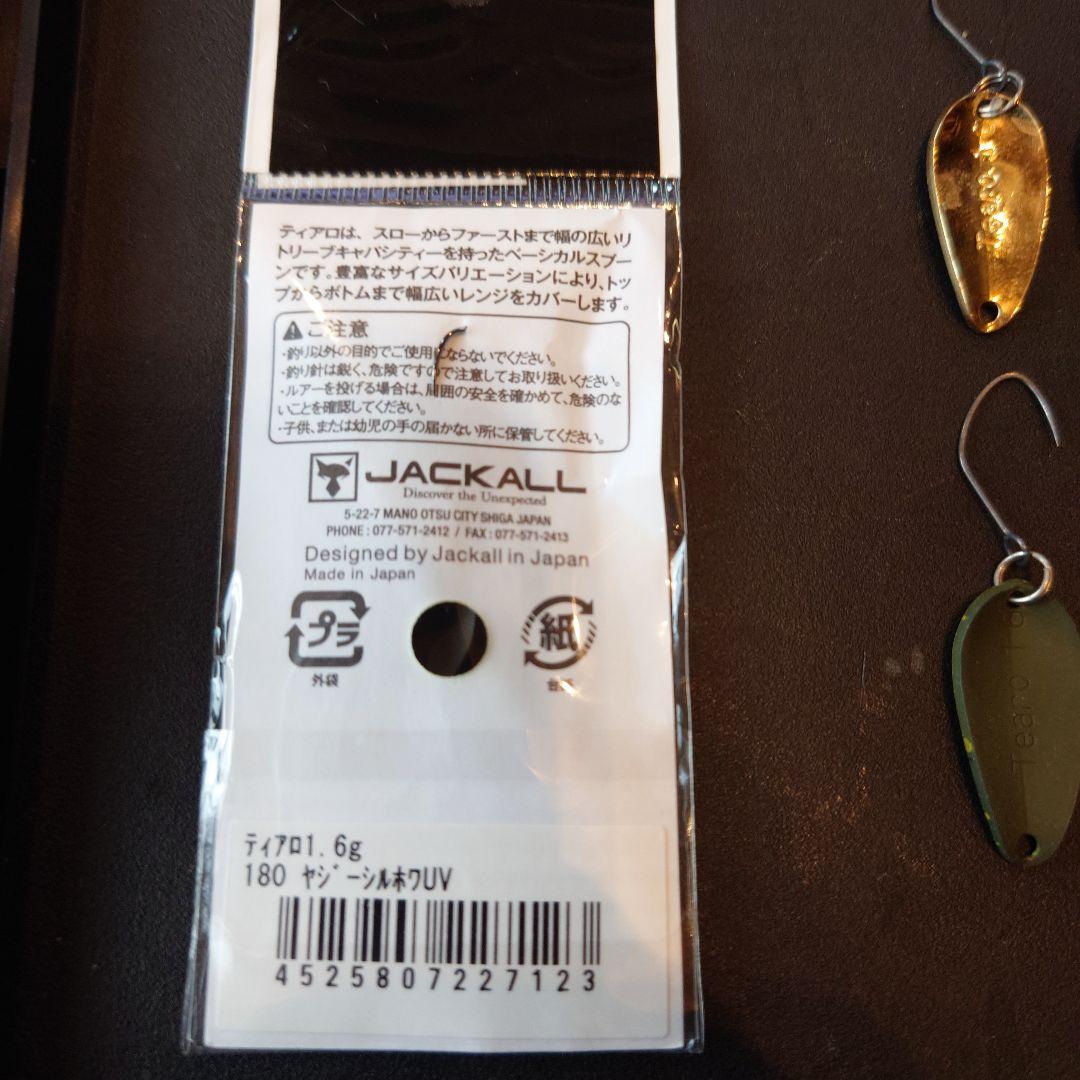 ティアロは、スローからファーストまで幅の広いリ
トリーブキャパシティーを持ったベーシカルスプー
ンです。豊富なサイズバリエーションにより、トッ
プからボトムまで幅広いレンジをカバーします。
ご注意
・釣り以外の目的でご使用にならないでください。
・釣り針は鋭く、危険ですので注意してお取り扱いください。
・ルアーを投げる場合は、周囲の安全を確かめて、危険のな
いことを確認してください。
・子供、または幼児の手の届かない所に保管してください。
JACKALL
Discover the Unexpected
5-22-7 MANO OTSU CITY SHIGA JAPAN
PHONE : 077-571-2412 / FAX : 077-571-2413
Designed by Jackall in Japan
Made in Japan
プラ
紙
外袋
ティアロ1.6g
180 ヤジーシルホワUV
4525807227123
Tearo
Tearo 1.6